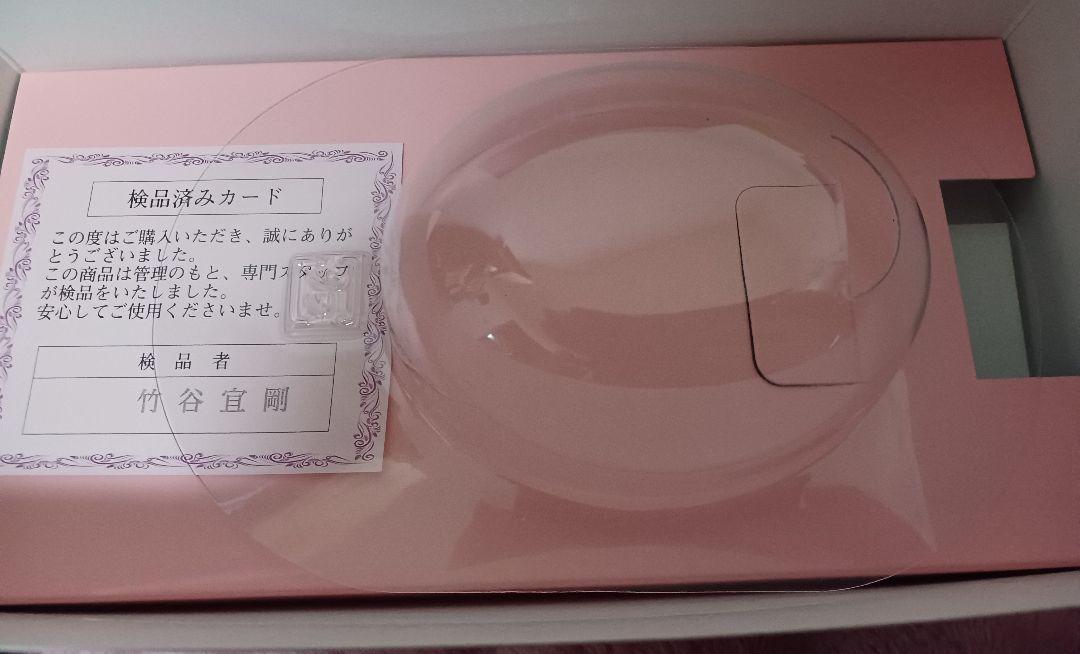 検品済みカード
この度はご購入いただき、誠にありが
とうございました。
この商品は管理のもと、専門スタッフ
が検品をいたしました。
安心してご使用くださいませ。
検品者
竹谷宜剛